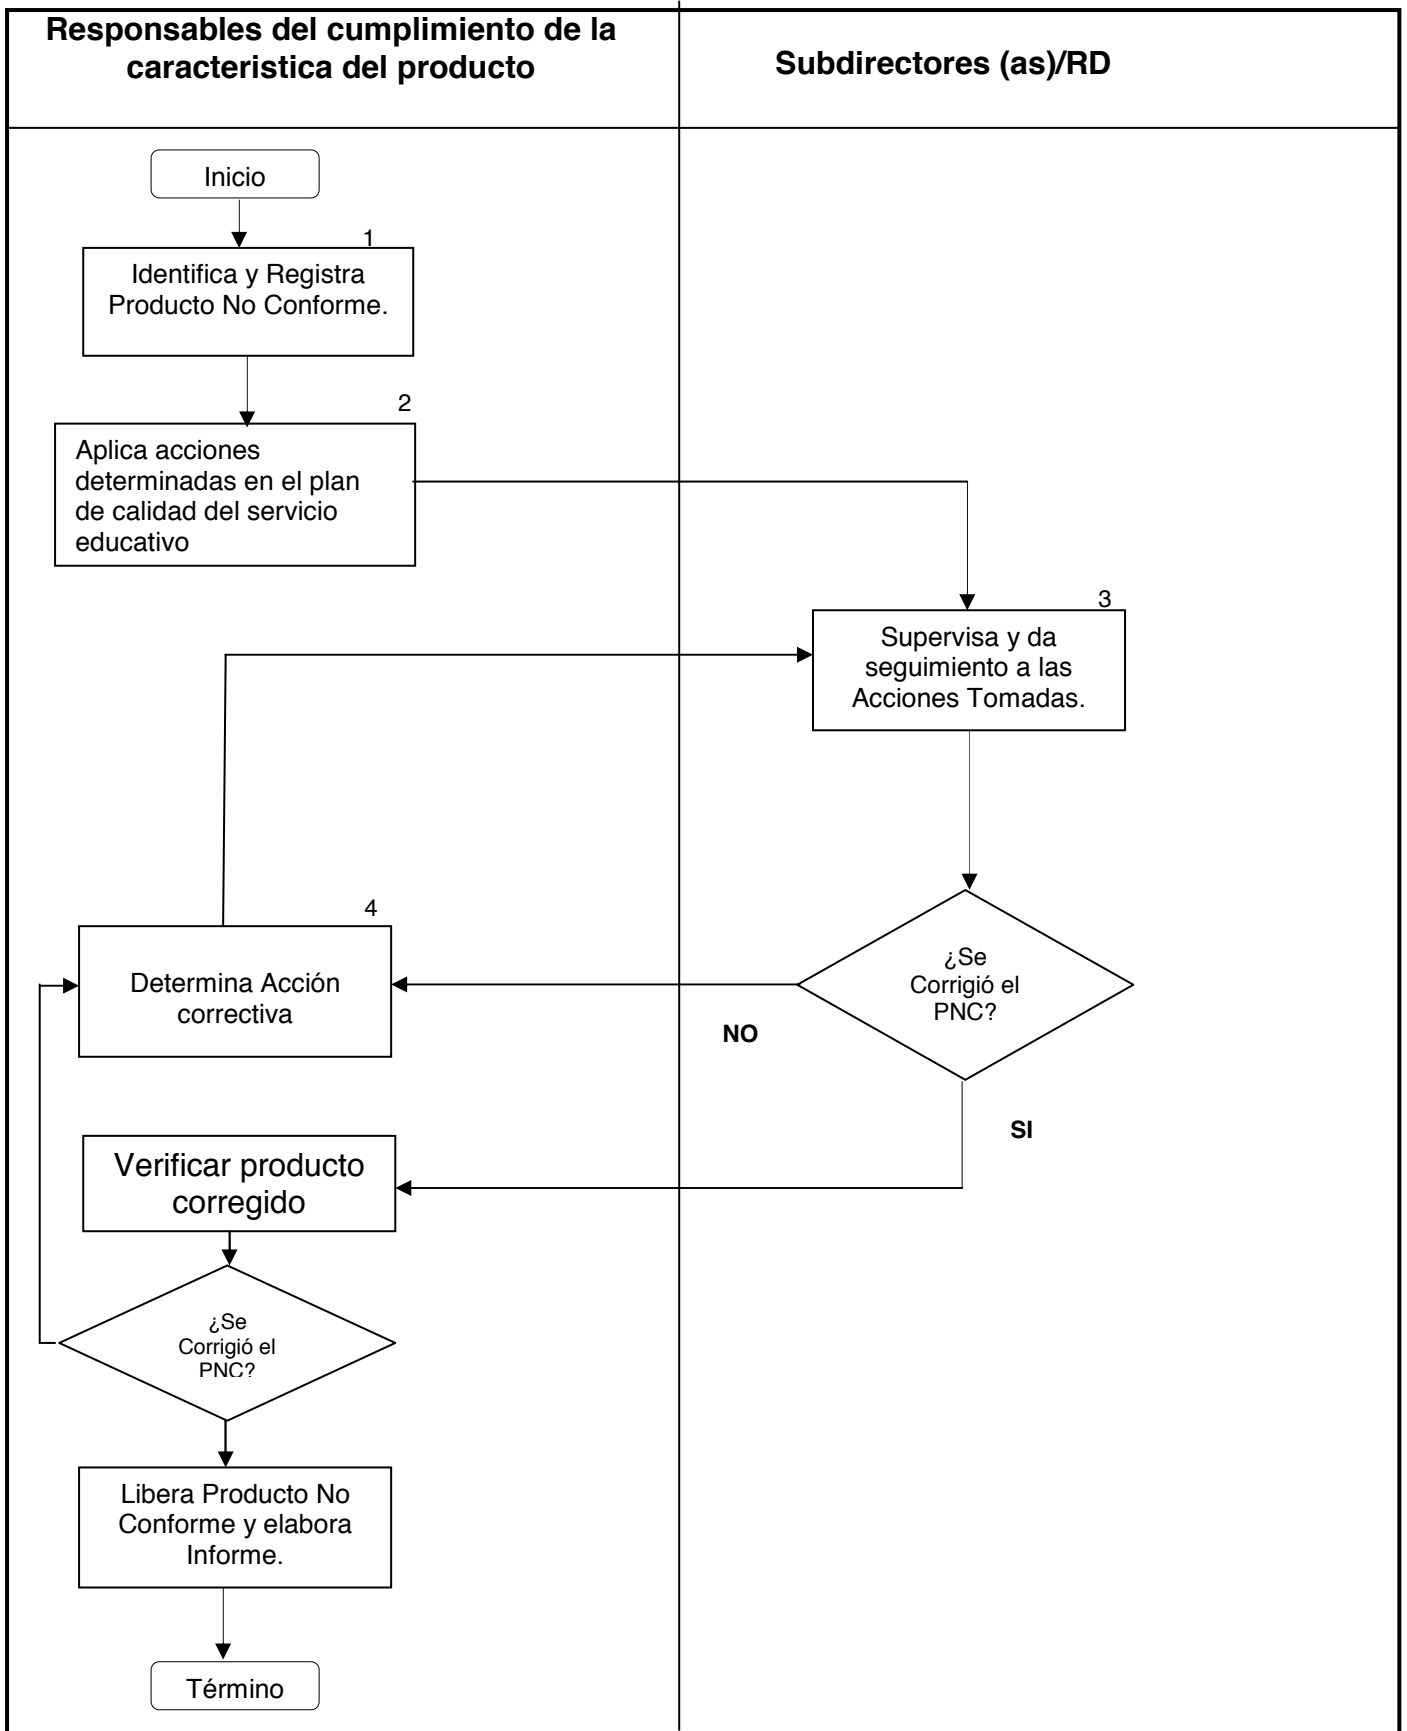 Responsables del cumplimiento de la
caracteristica del producto
Subdirectores (as)/RD
Inicio
1
Identifica y Registra
Producto No Conforme.
2
Aplica acciones
determinadas en el plan
de calidad del servicio
educativo
3
Supervisa y da
seguimiento a las
Acciones Tomadas.
4
Determina Acción
correctiva
¿Se
Corrigió el
PNC?
NO
SI
Verificar producto
corregido
¿Se
Corrigió el
PNC?
Libera Producto No
Conforme y elabora
Informe.
Término